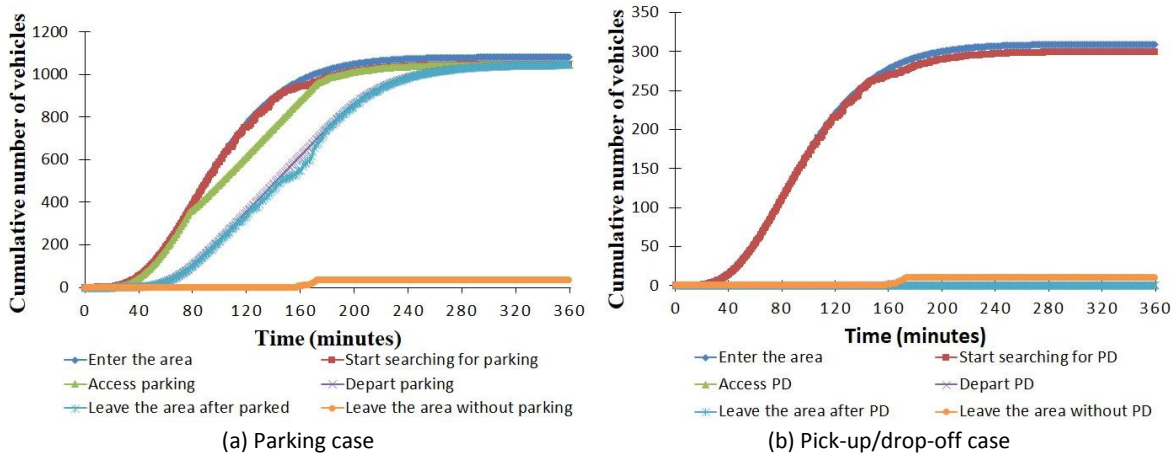 Cumulative number of vehicles
1200
1000
800
600
400
200
0
0 40 80 120 160 200 240 280 320 360
Time (minutes)
Enter the area
Start searching for parking
Access parking
Depart parking
Leave the area after parked
Leave the area without parking
(a) Parking case
Cumulative number of vehicles
350
300
250
200
150
100
50
0
0 40 80 120 160 200 240 280 320 360
Time (minutes)
Enter the area
Start searching for PD
Access PD
Depart PD
Leave the area after PD
Leave the area without PD
(b) Pick-up/drop-off case